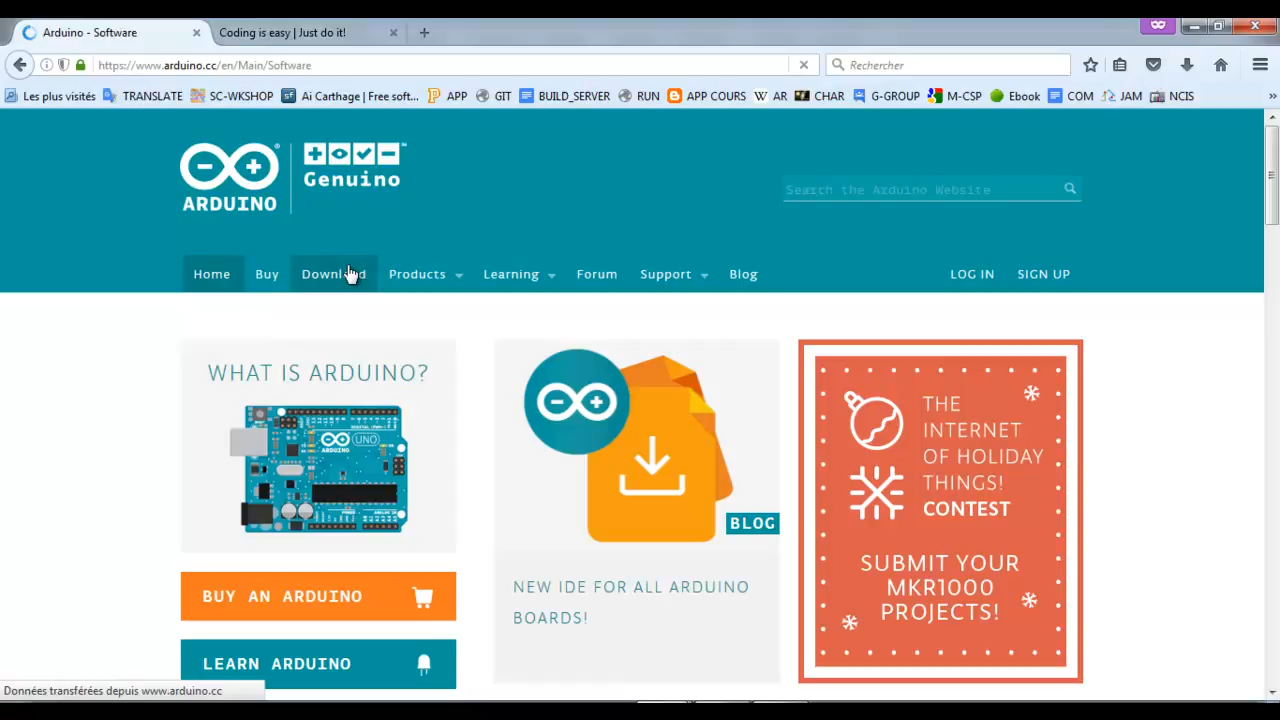 Arduino - Software
Coding is easy | Just do it!
https://www.arduino.cc/en/Main/Software
Rechercher
Les plus visités
TRANSLATE
SC-WKSHOP
Ai Carthage | Free soft...
APP
GIT
BUILD_SERVER
RUN
APP COURS
AR
CHAR
G-GROUP
M-CSP
Ebook
COM
JAM
NCIS
ARDUINO
Genuino
Search the Arduino Website
Home
Buy
Download
Products
Learning
Forum
Support
Blog
LOG IN
SIGN UP
WHAT IS ARDUINO?
UNO
ARDUINO
BUY AN ARDUINO
LEARN ARDUINO
BLOG
NEW IDE FOR ALL ARDUINO
BOARDS!
THE
INTERNET
OF HOLIDAY
THINGS!
CONTEST
SUBMIT YOUR
MKR1000
PROJECTS!
Données transférées depuis www.arduino.cc